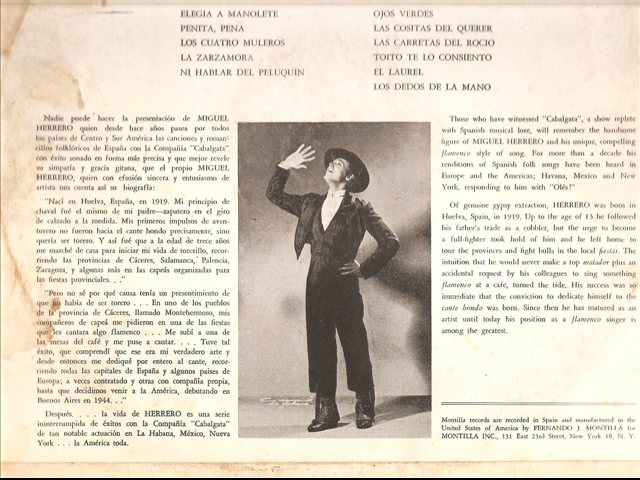 ELEGIA A MANOLETE
PENITA, PENA
LOS CUATRO MULEROS
LA ZARZAMORA
NI HABLAR DEL PELUQUIN
OJOS VERDES
LAS COSITAS DEL QUERER
LAS CARRETAS DEL ROCIO
TOITO TE LO CONSIENTO
EL LAUREL
LOS DEDOS DE LA MANO
Nadie puede hacer la presentación de MIGUEL
HERRERO quien desde hace años pasea por todos
los países de Centro y Sur América las canciones y roman-
cillos folklóricos de España con la Compañía "Cabalgata"
con éxito sonado en forma más precisa y que mejor revele
su simpatía y gracia gitana, que el propio MIGUEL
HERRERO, quien con efusión sincera y entusiasmo de
artista nos cuenta así su biografía:
"Nací en Huelva, España, en 1919. Mi principio de
chaval fué el mismo de mi padre—zapatero en el giro
de calzado a la medida. Mis primeros impulsos de aven-
turero no fueron hacia el cante hondo precisamente, sino
quería ser torero. Y así fué que a la edad de trece años
me marché de casa para iniciar mi vida de torecillo, recor-
riendo las provincias de Cáceres, Salamanca, Palencia,
Zaragoza, y algunas más en las capeás organizadas para
las fiestas provinciales. . ."
"Pero no sé por qué causa tenía un presentimiento de
que no habia de ser torero . . . En uno de los pueblos
de la provincia de Cáceres, llamado Montehermoso, mis
compañeros de capeá me pidieron en una de las fiestas
que les cantara algo flamenco . . . . Me subí a una de
las mesas del café y me puse a cantar. . . . Tuve tal
éxito, que comprendí que ese era mi verdadero arte y
desde entonces me dediqué por entero al cante, recor-
riendo todas las capitales de España y algunos países de
Europa; a veces contratado y otras con compañía propia,
hasta que decidimos venir a la América, debutando en
Buenos Aires en 1944. . ."
Después, . . . . la vida de HERRERO es una serie
ininterrumpida de éxitos con la Compañía "Cabalgata"
de tan notable actuación en La Habana, México, Nueva
York . . . la América toda.
Those who have witnessed "Cabalgata", a show replete
with Spanish musical lore, will remember the handsome
figure of MIGUEL HERRERO and his unique, compelling
flamenco style of song. For more than a decade his
renditions of Spanish folk songs have been heard in
Europe and the Americas; Havana, Mexico and New
York, responding to him with "Olés!"
Of genuine gypsy extraction, HERRERO was born in
Huelva, Spain, in 1919. Up to the age of 13 he followed
his father's trade as a cobbler, but the urge to become
a full-fighter took hold of him and he left home to
tour the provinces and fight bulls in the local fiestas. The
intuition that he would never make a top matador plus an
accidental request by his colleagues to sing something
flamenco at a cafe, turned the tide, His success was so
immediate that the conviction to dedicate himself to the
cante hondo was born. Since then he has matured as an
artist until today his position as a flamenco singer is
among the greatest.
Montilla records are recorded in Spain and manufactured in the
United States of America by FERNANDO J. MONTILLA for
MONTILLA INC., 131 East 23rd Street, New York 10, N. Y.